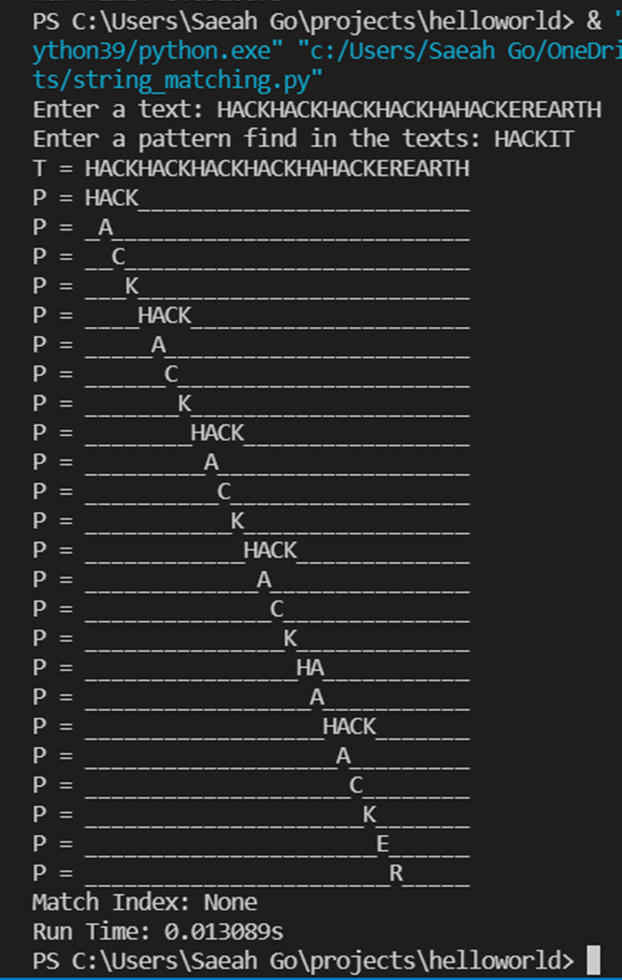 PS C:\Users\Saeah Go\projects\helloworld> & "
ython39/python.exe" "c:/Users/Saeah Go/OneDri
ts/string_matching.py"
Enter a text: HACKHACKHACKHACKHAHACKEREARTH
Enter a pattern find in the texts: HACKIT
T = HACKHACKHACKHACKHAHACKEREARTH
P = HACK_________________________
P = _A___________________________
P = __C__________________________
P = ___K_________________________
P = ____HACK_____________________
P = _____A_______________________
P = ______C______________________
P = _______K_____________________
P = ________HACK_________________
P = _________A___________________
P = __________C__________________
P = ___________K_________________
P = ____________HACK_____________
P = _____________A_______________
P = ______________C______________
P = _______________K_____________
P = ________________HA___________
P = _________________A___________
P = __________________HACK_______
P = ___________________A_________
P = ____________________C________
P = _____________________K_______
P = ______________________E______
P = _______________________R_____
Match Index: None
Run Time: 0.013089s
PS C:\Users\Saeah Go\projects\helloworld>